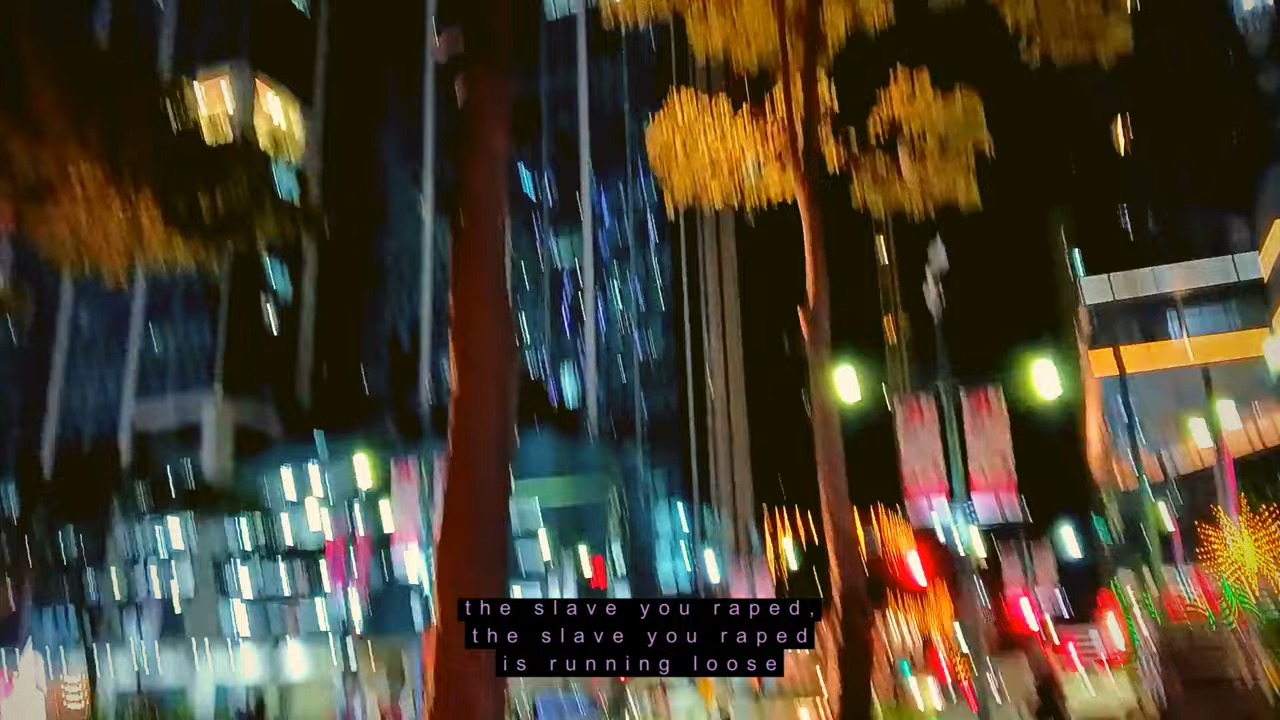 the slave you raped,
the slave you raped
is running loose